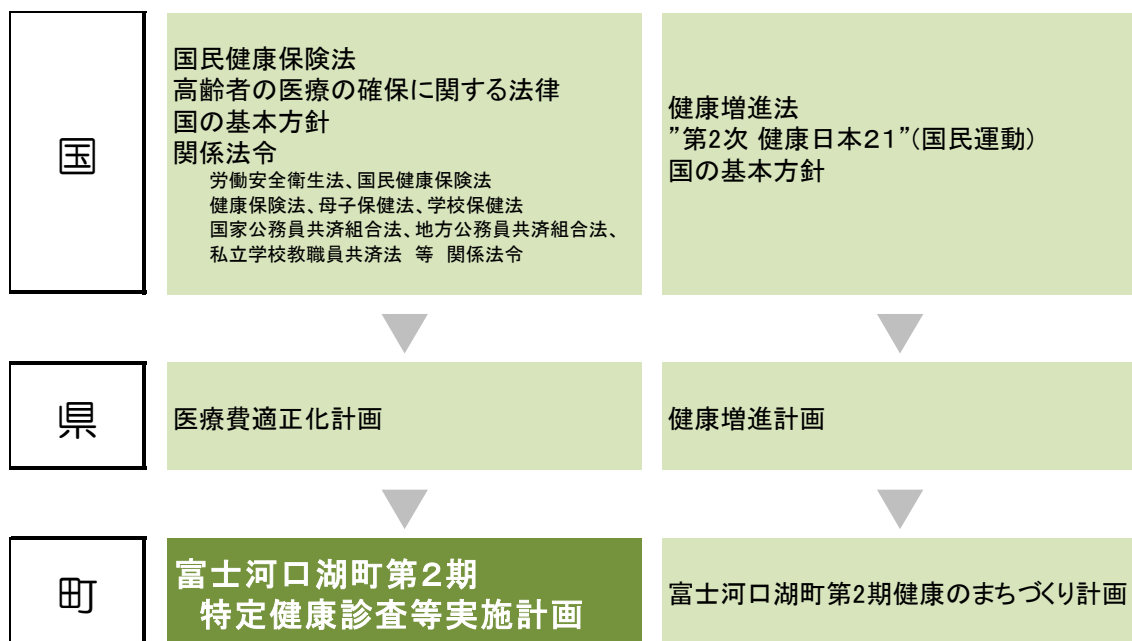 国
国民健康保険法
高齢者の医療の確保に関する法律
国の基本方針
関係法令
労働安全衛生法、国民健康保険法
健康保険法、母子保健法、学校保健法
国家公務員共済組合法、地方公務員共済組合法、
私立学校教職員共済法 等 関係法令
健康増進法
”第2次 健康日本21”(国民運動)
国の基本方針
県
医療費適正化計画
健康増進計画
町
富士河口湖町第2期
特定健康診査等実施計画
富士河口湖町第2期健康のまちづくり計画